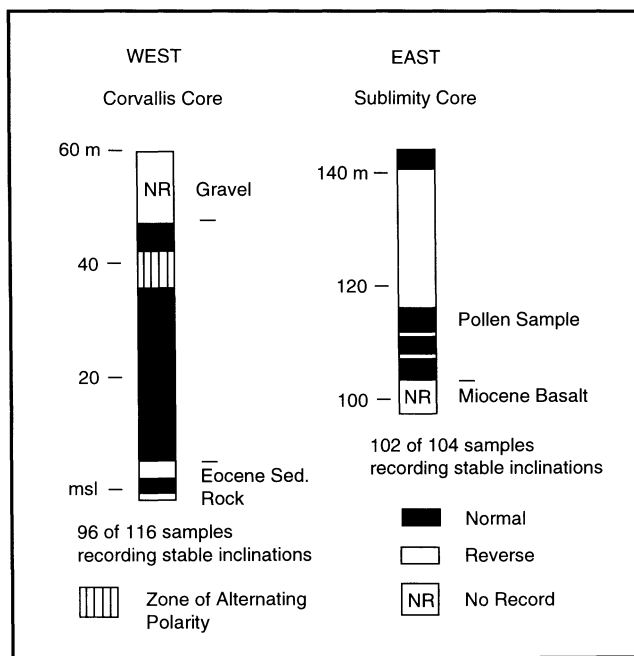 WEST
Corvallis Core
60 m
NR
Gravel
40
20
msl
Eocene Sed.
Rock
96 of 116 samples
recording stable inclinations
Zone of Alternating
Polarity
EAST
Sublimity Core
140 m
120
Pollen Sample
100
NR
Miocene Basalt
102 of 104 samples
recording stable inclinations
Normal
Reverse
NR
No Record